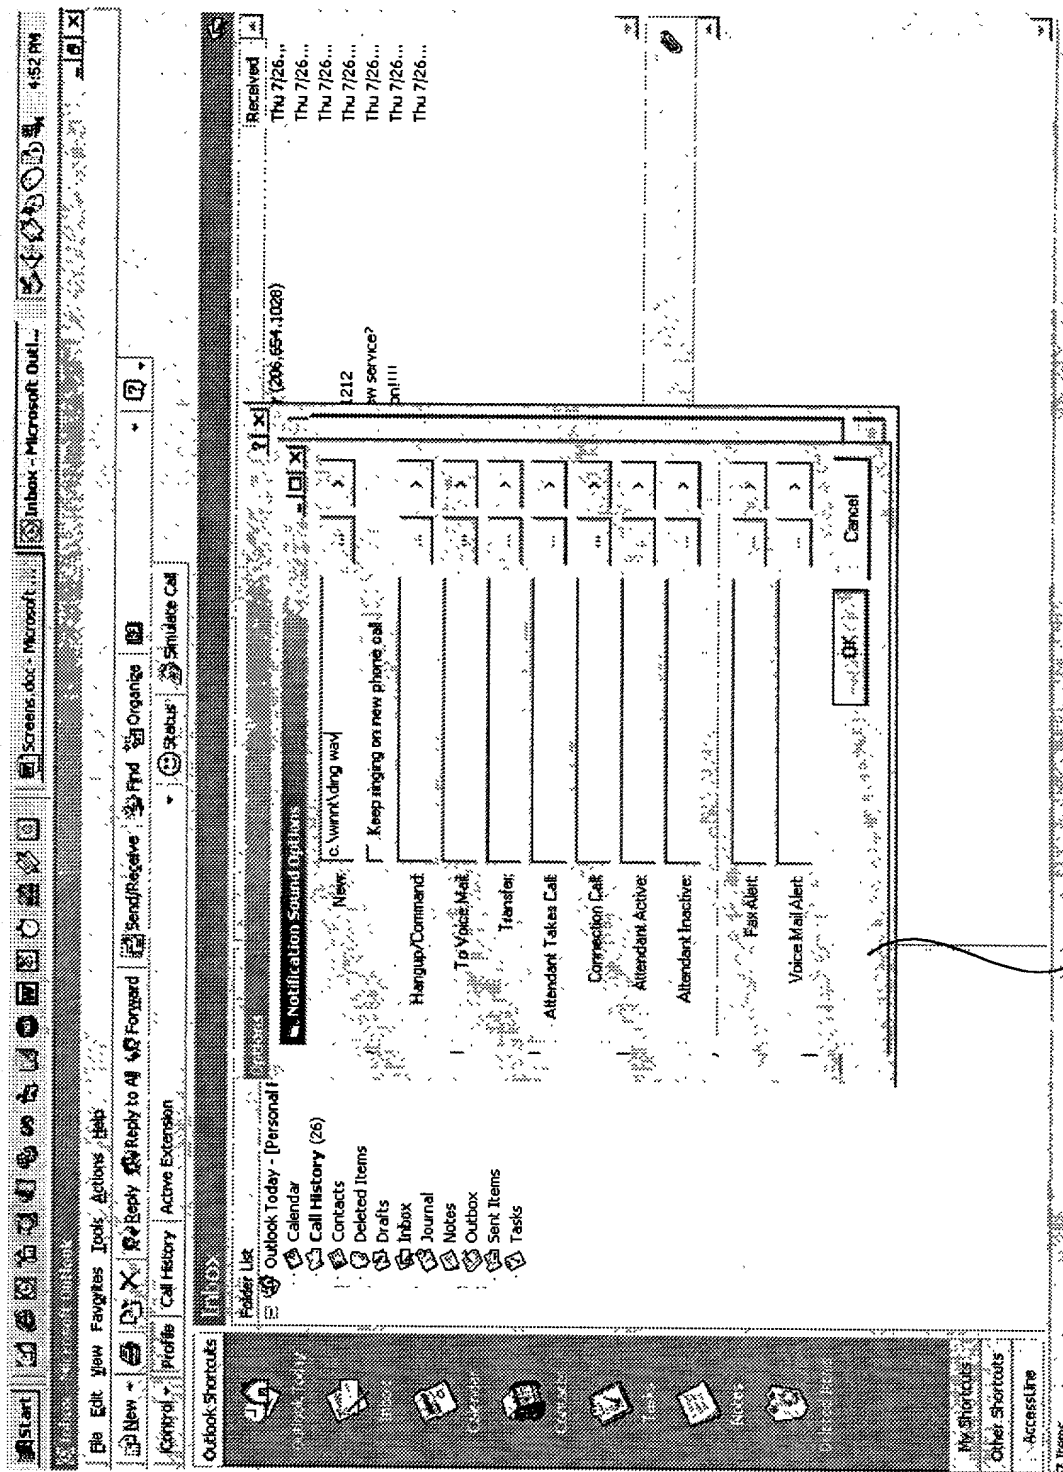 Start
Screens.doc - Microsoft ...
Inbox - Microsoft Outl...
4:52 PM
File Edit View Favorites Tools Actions Help
New Reply Reply to All Forward Send/Receive Find Organize
Control Profile Call History Active Extension
Status Simulate Call
Outlook Shortcuts
Inbox
Folder List
Outlook Today - [Personal F
Calendar
Call History (26)
Contacts
Deleted Items
Drafts
Inbox
Journal
Notes
Outbox
Sent Items
Tasks
My Shortcuts
Other Shortcuts
AccessLine
Received
Thu 7/26...
Thu 7/26...
Thu 7/26...
Thu 7/26...
Thu 7/26...
Thu 7/26...
Thu 7/26...
(206.654.1028)
1212
ew service?
on!!!!
Notification Sound Options
New: c:\winnt\ding.wav ... >
Keep ringing on new phone call
Hangup/Command: ... >
To Voice Mail: ... >
Transfer: ... >
Attendant Takes Call: ... >
Connection Call: ... >
Attendant Active: ... >
Attendant Inactive: ... >
Fax Alert: ... >
Voice Mail Alert: ... >
OK Cancel